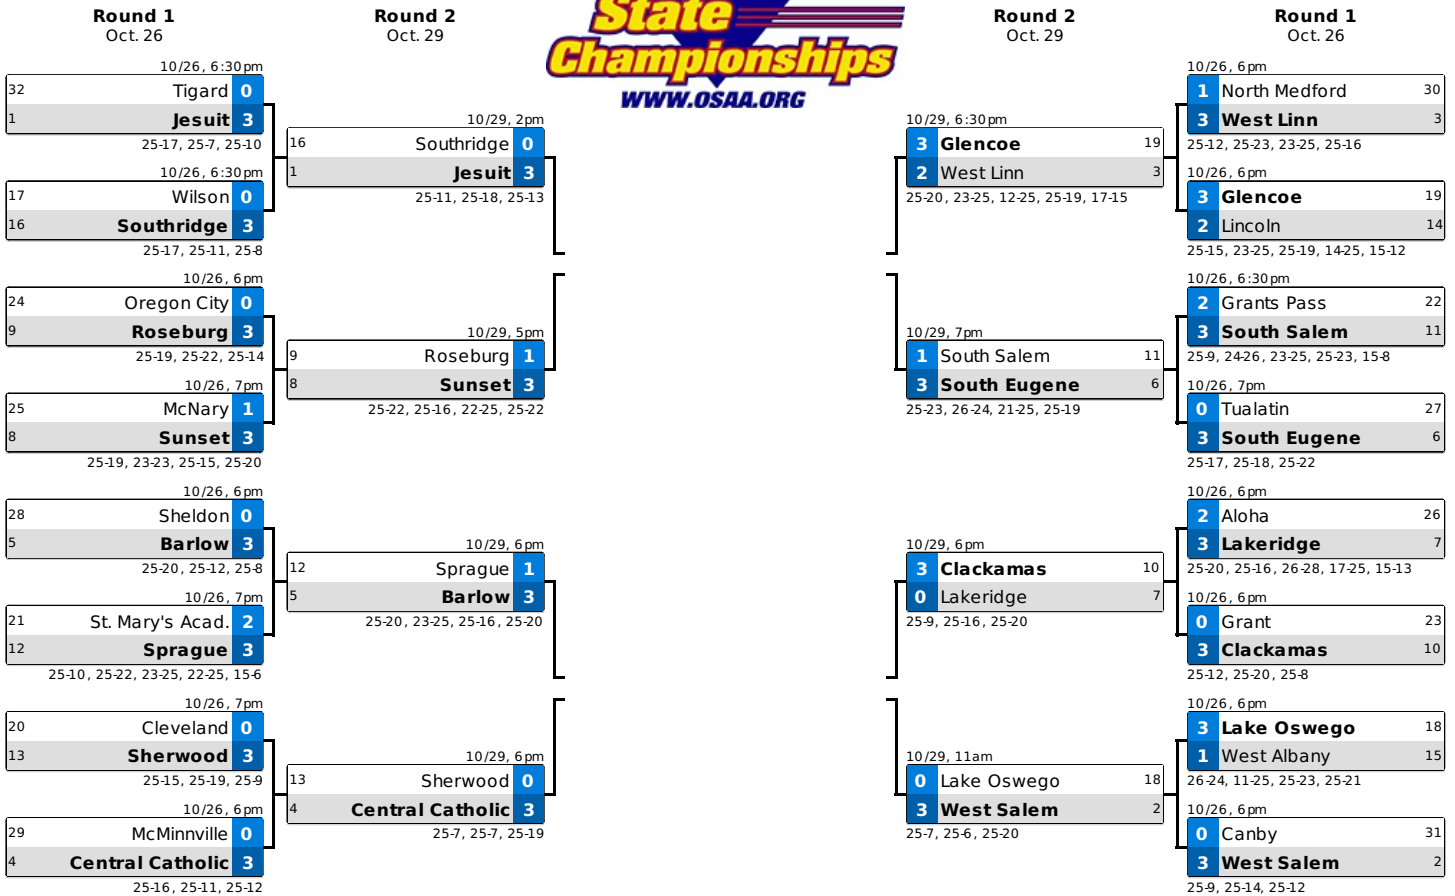 Round 1
Oct. 26
Round 2
Oct. 29
State
Championships
WWW.OSAA.ORG
Round 2
Oct. 29
Round 1
Oct. 26
10/26, 6:30pm
32 Tigard 0
1 Jesuit 3
25-17, 25-7, 25-10
10/26, 6:30pm
17 Wilson 0
16 Southridge 3
25-17, 25-11, 25-8
10/26, 6pm
24 Oregon City 0
9 Roseburg 3
25-19, 25-22, 25-14
10/26, 7pm
25 McNary 1
8 Sunset 3
25-19, 23-23, 25-15, 25-20
10/26, 6pm
28 Sheldon 0
5 Barlow 3
25-20, 25-12, 25-8
10/26, 7pm
21 St. Mary's Acad. 2
12 Sprague 3
25-10, 25-22, 23-25, 22-25, 15-6
10/26, 7pm
20 Cleveland 0
13 Sherwood 3
25-15, 25-19, 25-9
10/26, 6pm
29 McMinnville 0
4 Central Catholic 3
25-16, 25-11, 25-12
10/29, 2pm
16 Southridge 0
1 Jesuit 3
25-11, 25-18, 25-13
10/29, 5pm
9 Roseburg 1
8 Sunset 3
25-22, 25-16, 22-25, 25-22
10/29, 6pm
12 Sprague 1
5 Barlow 3
25-20, 23-25, 25-16, 25-20
10/29, 6pm
13 Sherwood 0
4 Central Catholic 3
25-7, 25-7, 25-19
10/29, 6:30pm
3 Glencoe 19
2 West Linn 3
25-20, 23-25, 12-25, 25-19, 17-15
10/29, 7pm
1 South Salem 11
3 South Eugene 6
25-23, 26-24, 21-25, 25-19
10/29, 6pm
3 Clackamas 10
0 Lakeridge 7
25-9, 25-16, 25-20
10/29, 11am
0 Lake Oswego 18
3 West Salem 2
25-7, 25-6, 25-20
10/26, 6pm
1 North Medford 30
3 West Linn 3
25-12, 25-23, 23-25, 25-16
10/26, 6pm
3 Glencoe 19
2 Lincoln 14
25-15, 23-25, 25-19, 14-25, 15-12
10/26, 6:30pm
2 Grants Pass 22
3 South Salem 11
25-9, 24-26, 23-25, 25-23, 15-8
10/26, 7pm
0 Tualatin 27
3 South Eugene 6
25-17, 25-18, 25-22
10/26, 6pm
2 Aloha 26
3 Lakeridge 7
25-20, 25-16, 26-28, 17-25, 15-13
10/26, 6pm
0 Grant 23
3 Clackamas 10
25-12, 25-20, 25-8
10/26, 6pm
3 Lake Oswego 18
1 West Albany 15
26-24, 11-25, 25-23, 25-21
10/26, 6pm
0 Canby 31
3 West Salem 2
25-9, 25-14, 25-12